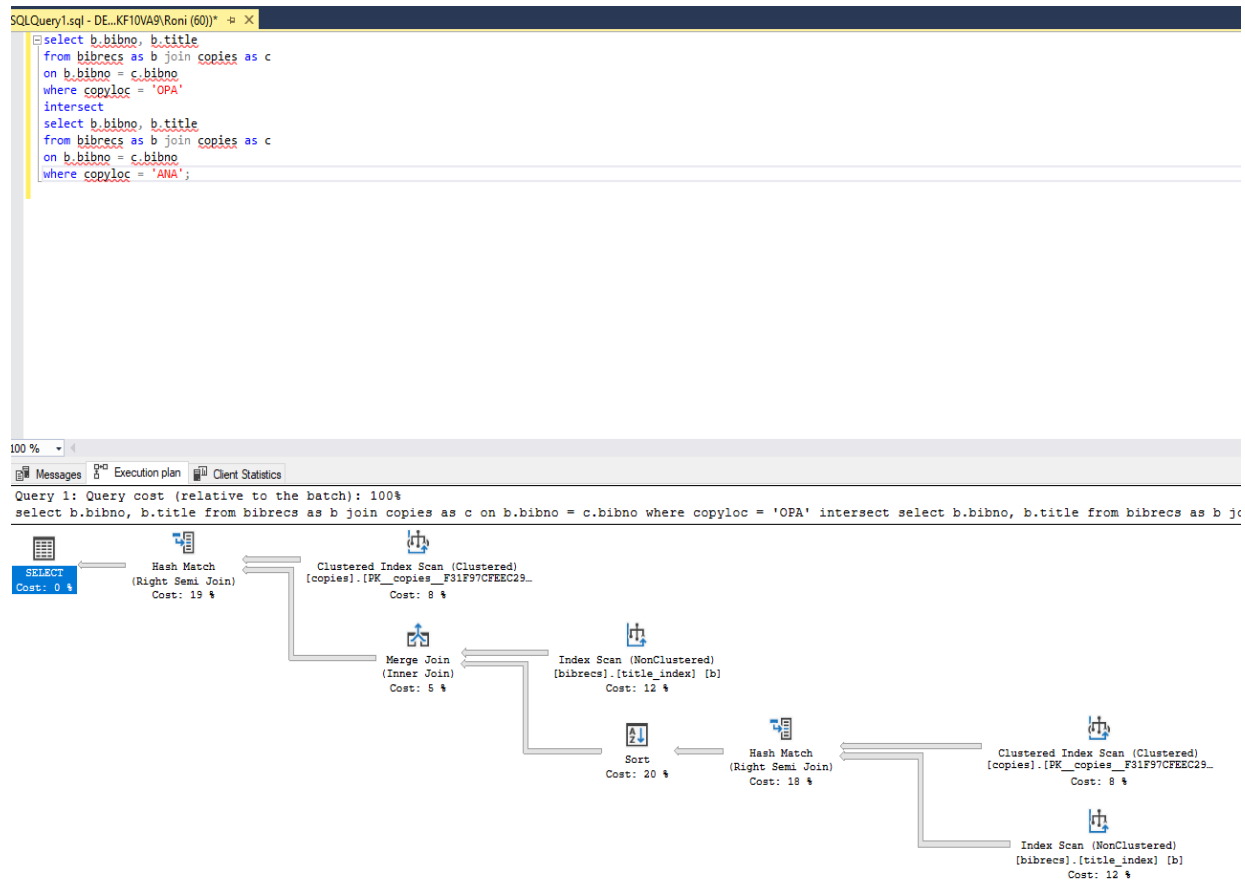 SQLQuery1.sql - DE...KF10VA9\Roni (60))*
select b.bibno, b.title
from bibrecs as b join copies as c
on b.bibno = c.bibno
where copyloc = 'OPA'
intersect
select b.bibno, b.title
from bibrecs as b join copies as c
on b.bibno = c.bibno
where copyloc = 'ANA';
100 %
Messages Execution plan Client Statistics
Query 1: Query cost (relative to the batch): 100%
select b.bibno, b.title from bibrecs as b join copies as c on b.bibno = c.bibno where copyloc = 'OPA' intersect select b.bibno, b.title from bibrecs as b jo
SELECT
Cost: 0 %
Hash Match
(Right Semi Join)
Cost: 19 %
Clustered Index Scan (Clustered)
[copies].[PK__copies__F31F97CFEEC29…
Cost: 8 %
Merge Join
(Inner Join)
Cost: 5 %
Index Scan (NonClustered)
[bibrecs].[title_index] [b]
Cost: 12 %
Sort
Cost: 20 %
Hash Match
(Right Semi Join)
Cost: 18 %
Clustered Index Scan (Clustered)
[copies].[PK__copies__F31F97CFEEC29…
Cost: 8 %
Index Scan (NonClustered)
[bibrecs].[title_index] [b]
Cost: 12 %